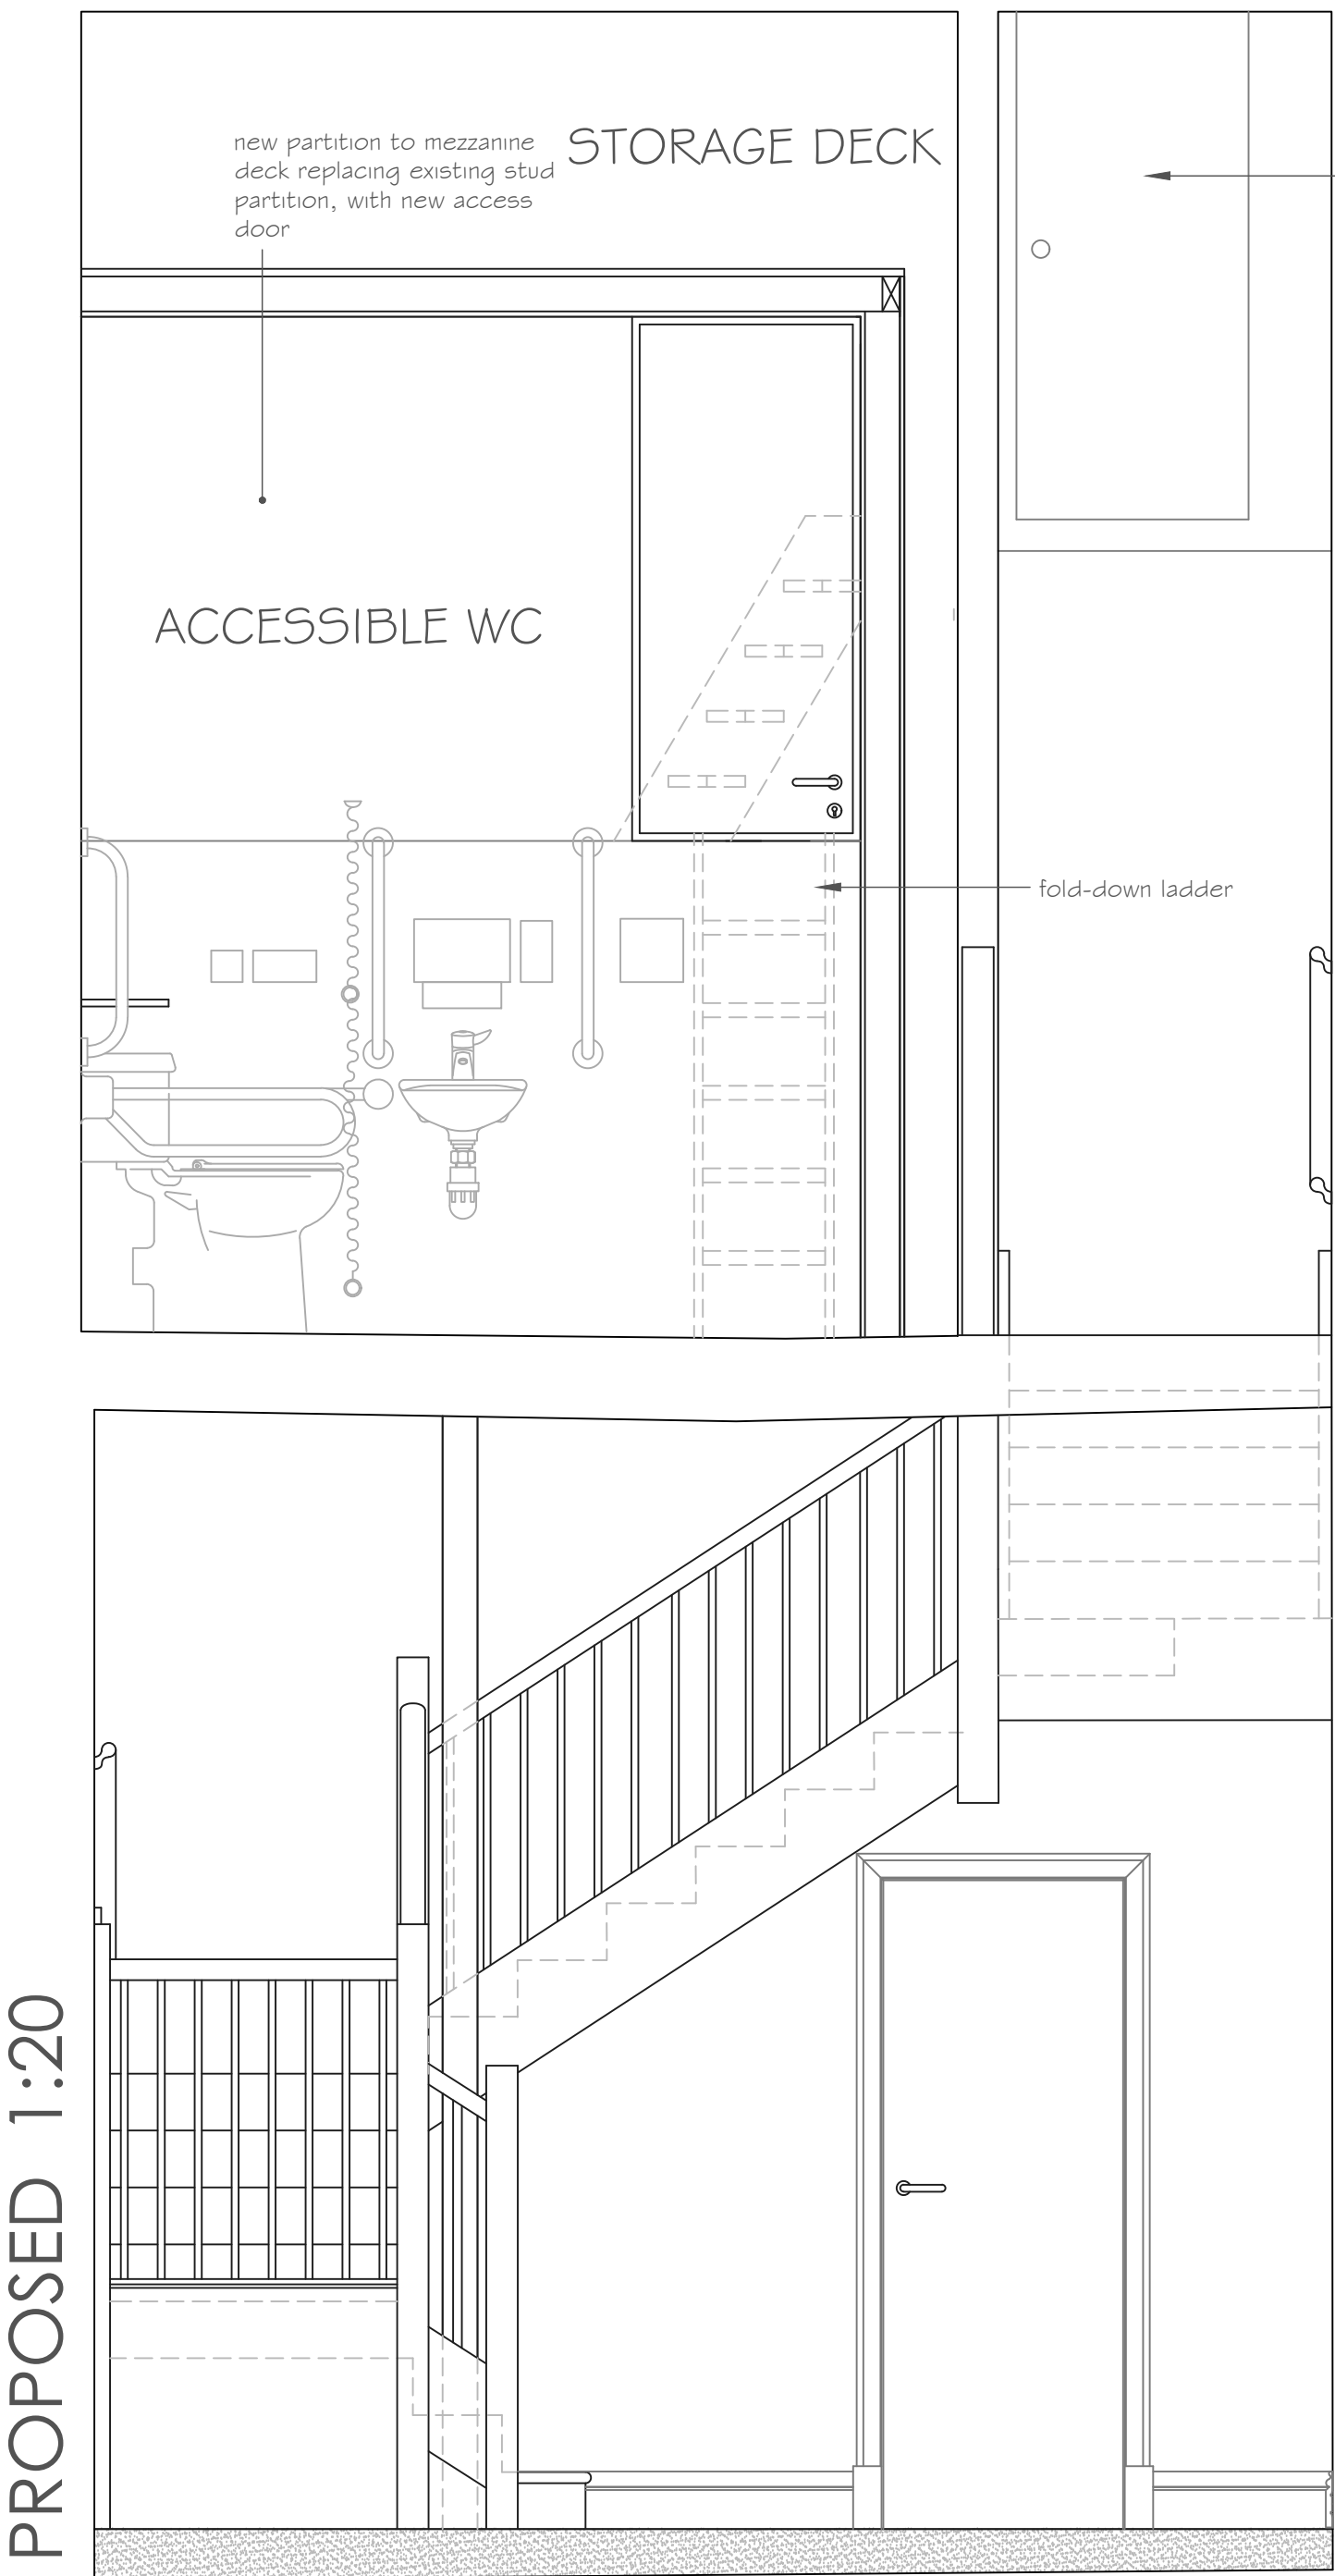 new partition to mezzanine
deck replacing existing stud
partition, with new access
door
STORAGE DECK
ACCESSIBLE WC
fold-down ladder
PROPOSED 1:20